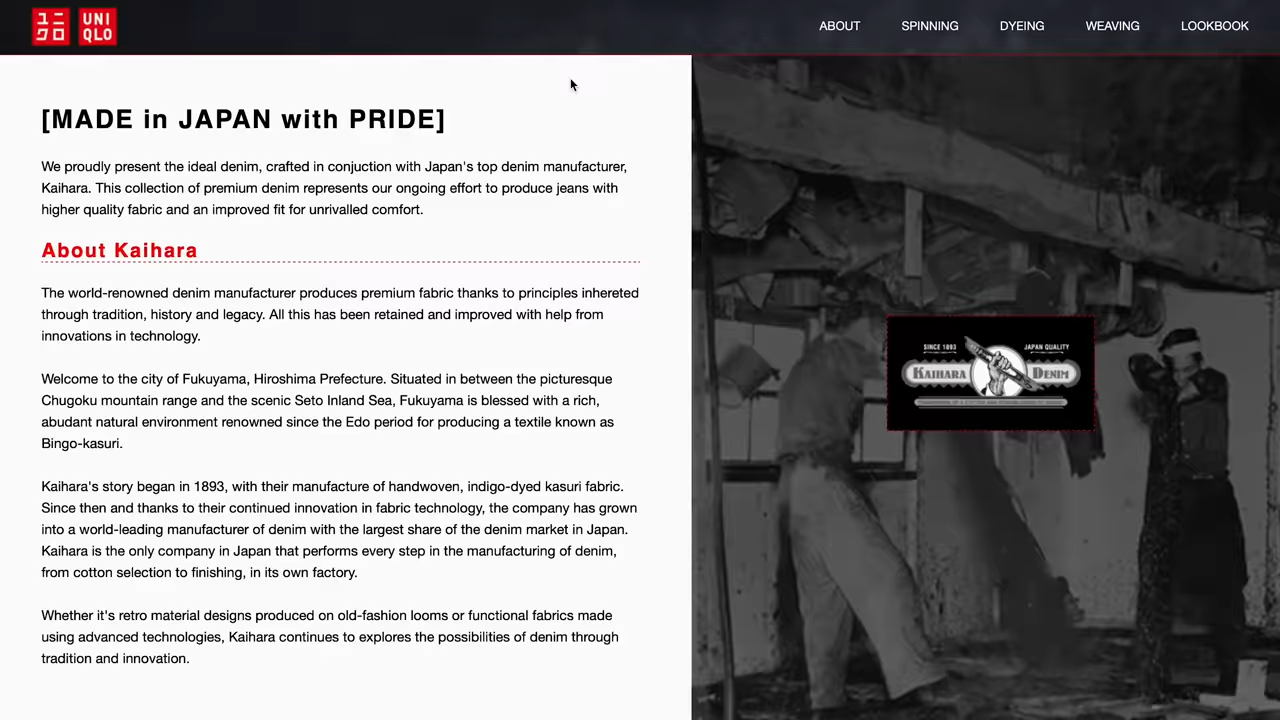 ユニ
クロ
UNI
QLO
ABOUT
SPINNING
DYEING
WEAVING
LOOKBOOK
[MADE in JAPAN with PRIDE]
We proudly present the ideal denim, crafted in conjuction with Japan's top denim manufacturer,
Kaihara. This collection of premium denim represents our ongoing effort to produce jeans with
higher quality fabric and an improved fit for unrivalled comfort.
About Kaihara
The world-renowned denim manufacturer produces premium fabric thanks to principles inhereted
through tradition, history and legacy. All this has been retained and improved with help from
innovations in technology.
Welcome to the city of Fukuyama, Hiroshima Prefecture. Situated in between the picturesque
Chugoku mountain range and the scenic Seto Inland Sea, Fukuyama is blessed with a rich,
abudant natural environment renowned since the Edo period for producing a textile known as
Bingo-kasuri.
Kaihara's story began in 1893, with their manufacture of handwoven, indigo-dyed kasuri fabric.
Since then and thanks to their continued innovation in fabric technology, the company has grown
into a world-leading manufacturer of denim with the largest share of the denim market in Japan.
Kaihara is the only company in Japan that performs every step in the manufacturing of denim,
from cotton selection to finishing, in its own factory.
Whether it's retro material designs produced on old-fashion looms or functional fabrics made
using advanced technologies, Kaihara continues to explores the possibilities of denim through
tradition and innovation.
SINCE 1893
JAPAN QUALITY
KAIHARA DENIM